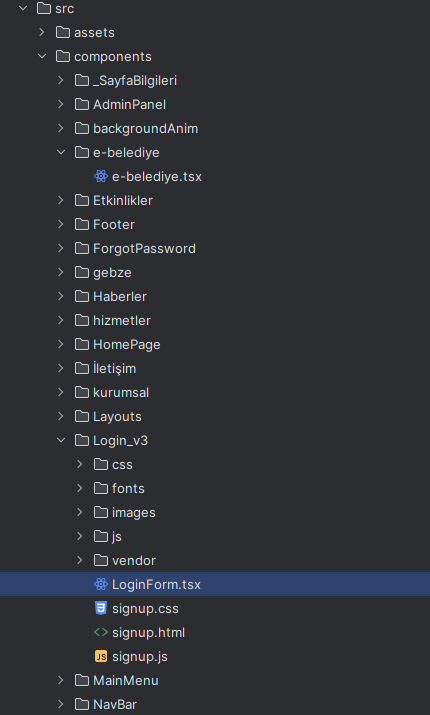 src
assets
components
_SayfaBilgileri
AdminPanel
backgroundAnim
e-belediye
e-belediye.tsx
Etkinlikler
Footer
ForgotPassword
gebze
Haberler
hizmetler
HomePage
İletişim
kurumsal
Layouts
Login_v3
css
fonts
images
js
vendor
LoginForm.tsx
signup.css
signup.html
JS signup.js
MainMenu
NavBar